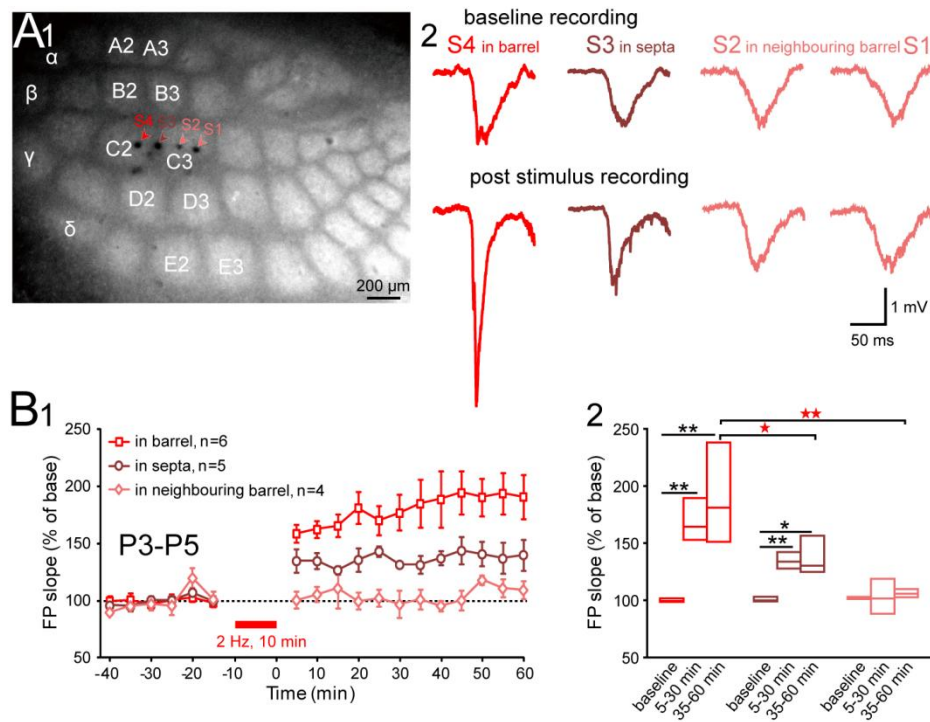 A1
α
A2 A3
β
B2 B3
S4
S2
S1
γ
C2
C3
D2 D3
δ
E2 E3
200 µm
2
baseline recording
S4 in barrel
S3 in septa
S2 in neighbouring barrel S1
post stimulus recording
1 mV
50 ms
B1
FP slope (% of base)
250
200
150
100
50
in barrel, n=6
in septa, n=5
in neighbouring barrel, n=4
P3-P5
2 Hz, 10 min
-40 -30 -20 -10 0 10 20 30 40 50 60
Time (min)
2
FP slope (% of base)
250
200
150
100
50
**
**
**
*
★
★★
baseline
5-30 min
35-60 min
baseline
5-30 min
35-60 min
baseline
5-30 min
35-60 min